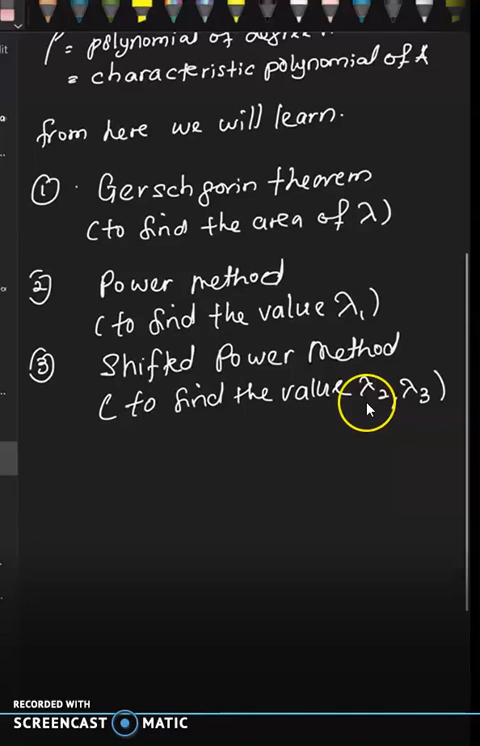 P = polynomial of
= characteristic polynomial of A
from here we will learn.
① Gerschgorin theorem
(to find the area of λ)
② Power method
(to find the value λ₁)
③ Shifted Power Method
(to find the value λ₂, λ₃)
RECORDED WITH
SCREENCAST MATIC